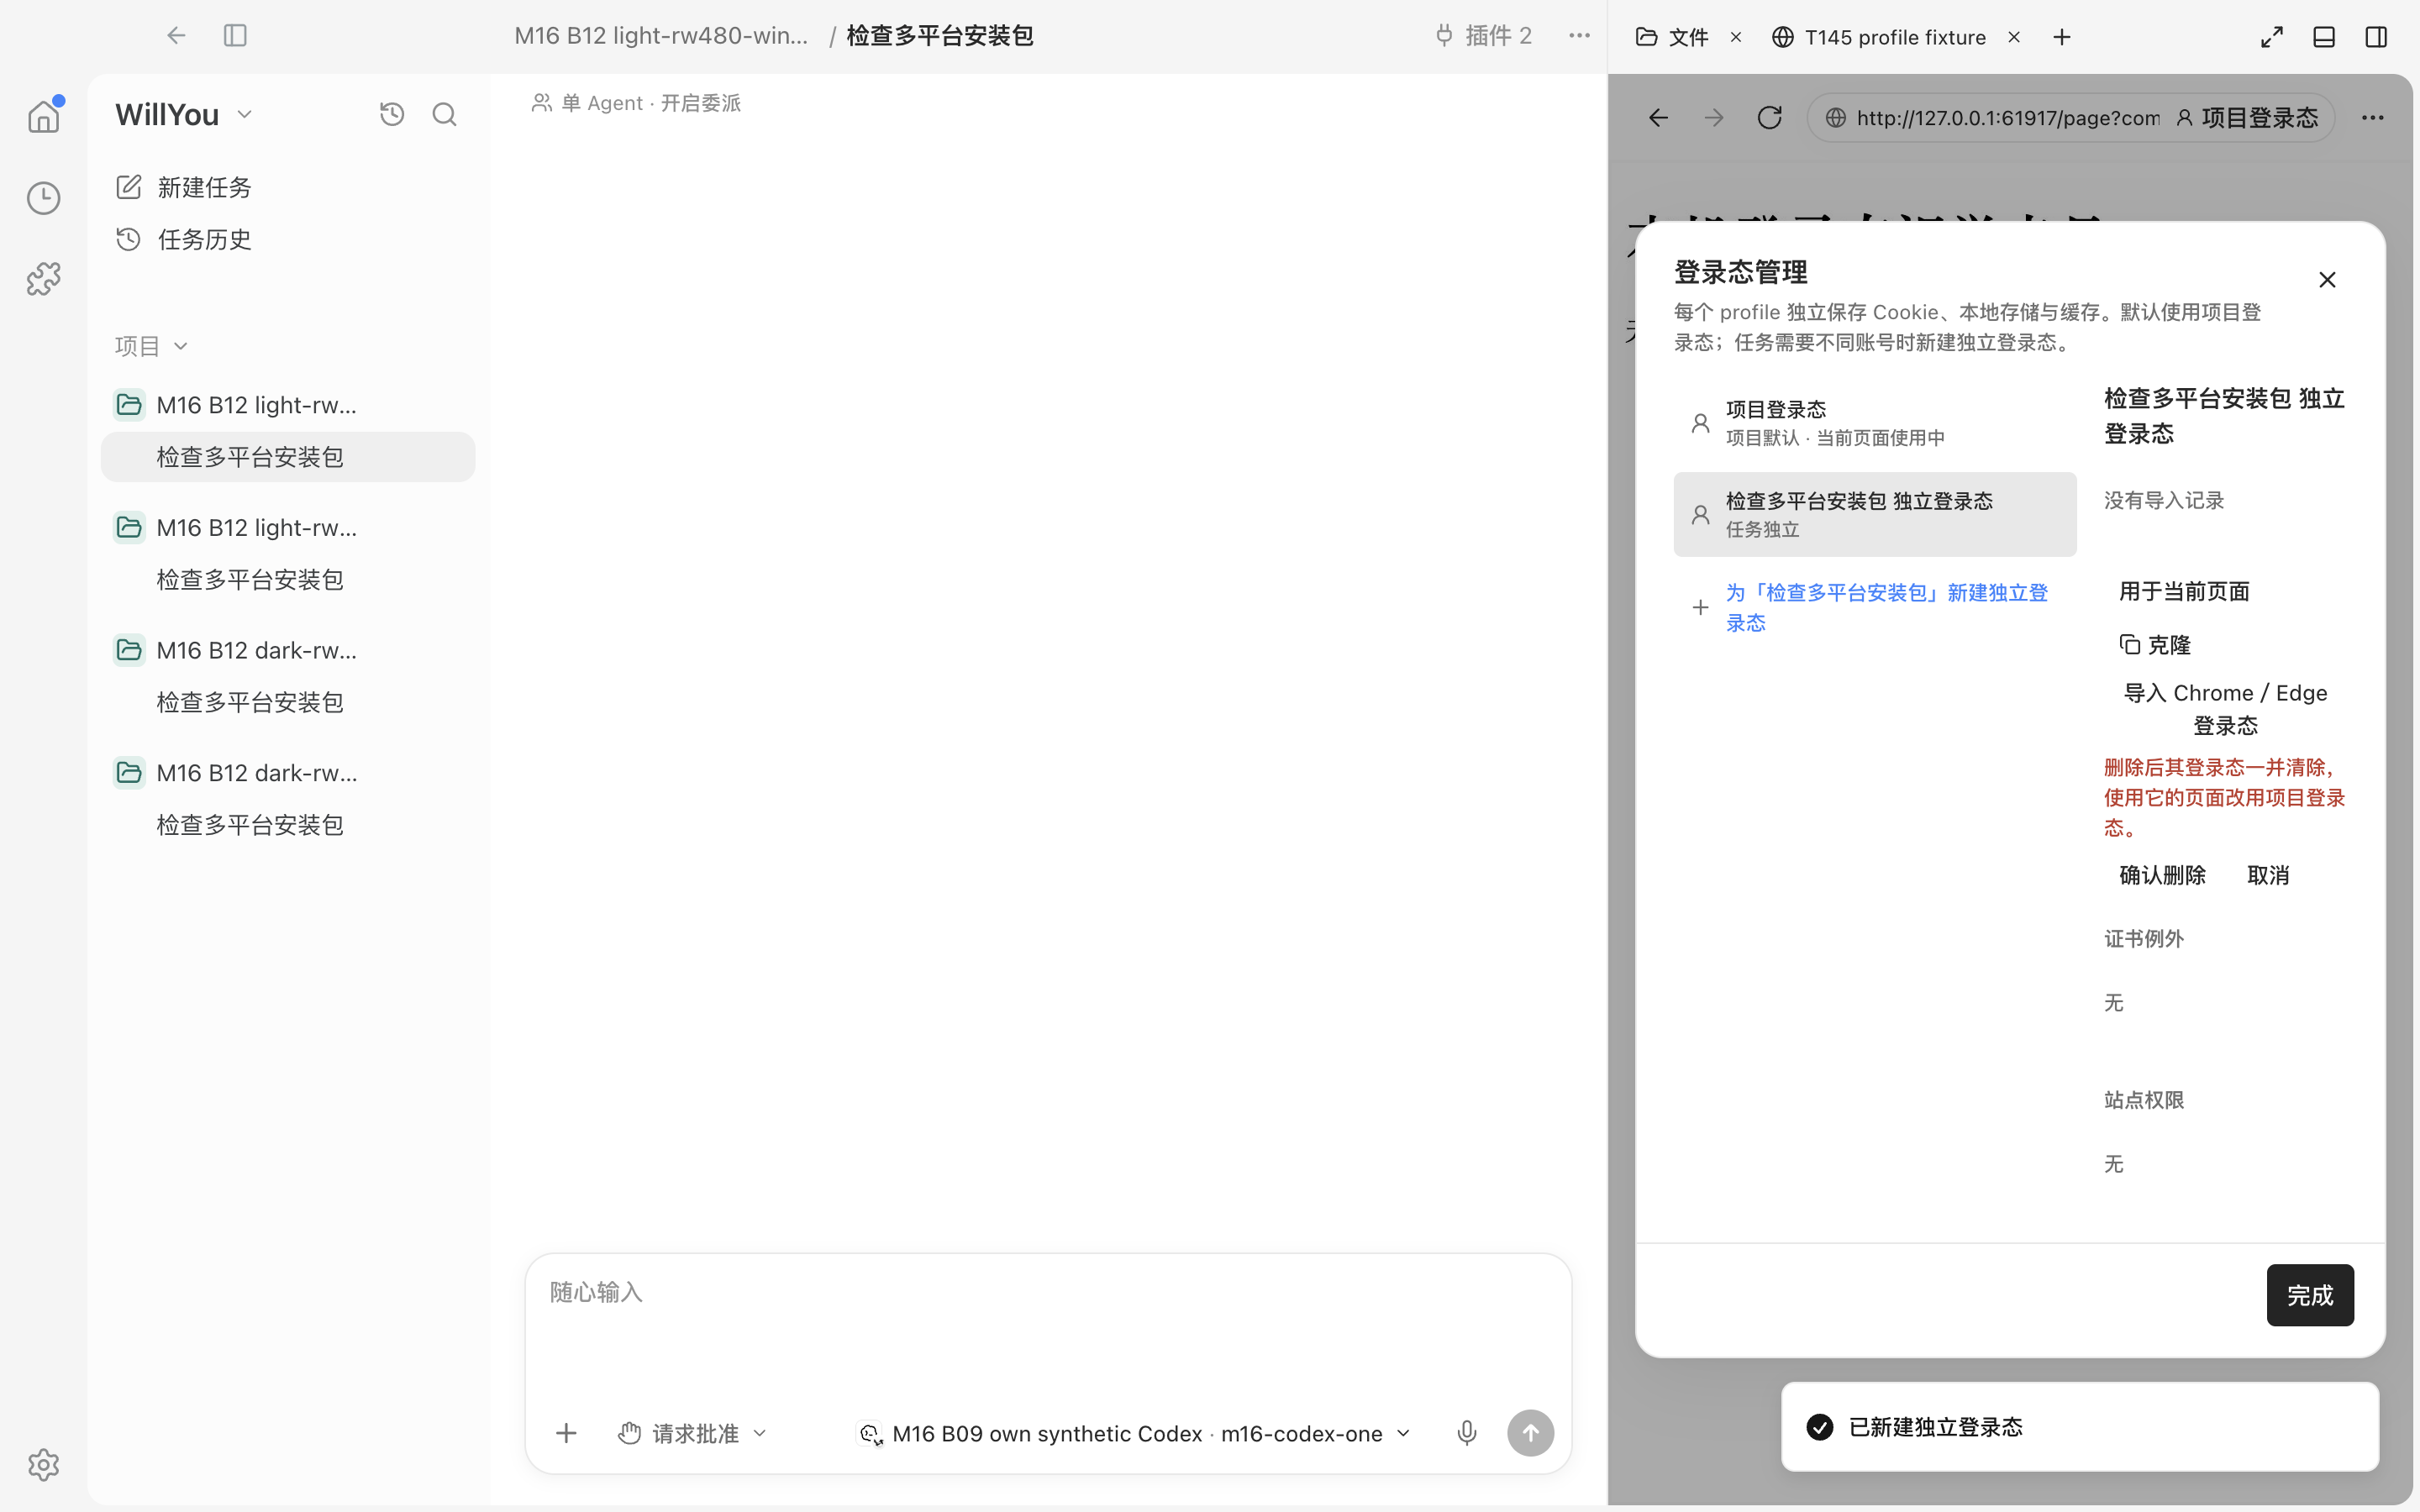 M16 B12 light-rw480-win... / 检查多平台安装包
插件 2
文件
T145 profile fixture
WillYou
新建任务
任务历史
项目
M16 B12 light-rw...
检查多平台安装包
M16 B12 light-rw...
检查多平台安装包
M16 B12 dark-rw...
检查多平台安装包
M16 B12 dark-rw...
检查多平台安装包
单 Agent · 开启委派
随心输入
请求批准
M16 B09 own synthetic Codex · m16-codex-one
http://127.0.0.1:61917/page?com
项目登录态
登录态管理
每个 profile 独立保存 Cookie、本地存储与缓存。默认使用项目登
录态；任务需要不同账号时新建独立登录态。
项目登录态
项目默认 · 当前页面使用中
检查多平台安装包 独立登录态
任务独立
为「检查多平台安装包」新建独立登
录态
检查多平台安装包 独立
登录态
没有导入记录
用于当前页面
克隆
导入 Chrome / Edge
登录态
删除后其登录态一并清除，
使用它的页面改用项目登录
态。
确认删除
取消
证书例外
无
站点权限
无
完成
已新建独立登录态